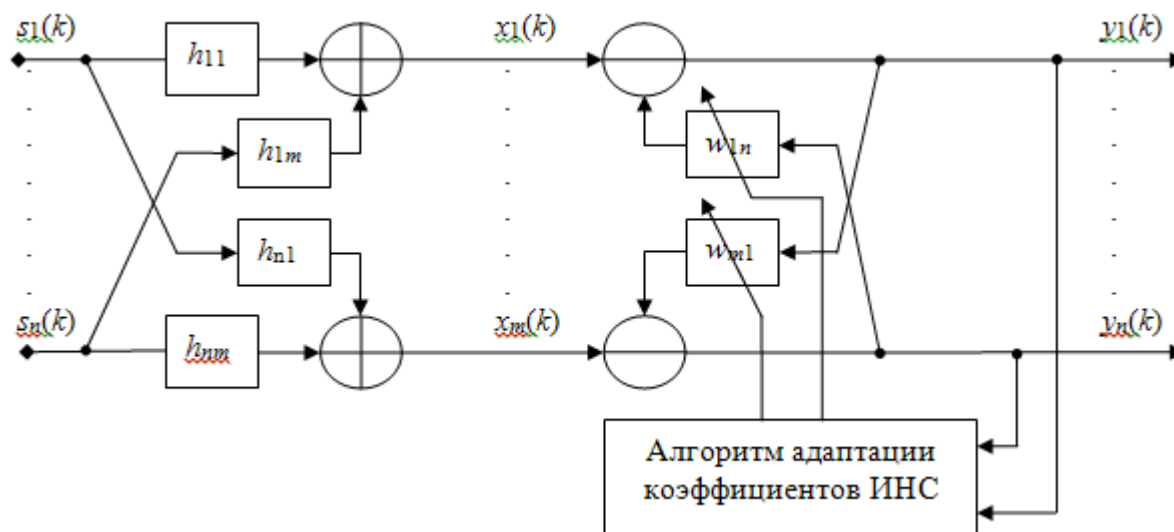 s1(k) x1(k) y1(k)
h11
h1m w1n
hn1 wm1
sn(k) xm(k) yn(k)
hnm
Алгоритм адаптации
коэффициентов ИНС